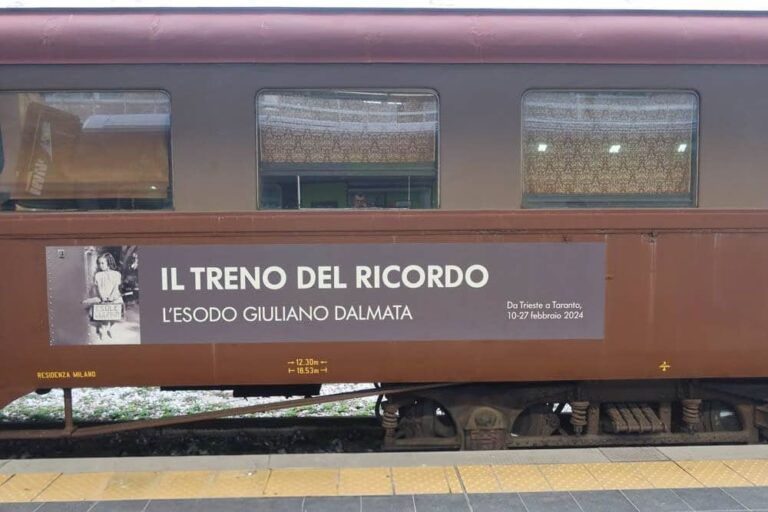 IL TRENO DEL RICORDO
L'ESODO GIULIANO DALMATA
Da Trieste a Taranto,
10-27 febbraio 2024
RESIDENZA MILANO
12.30m
18.53m